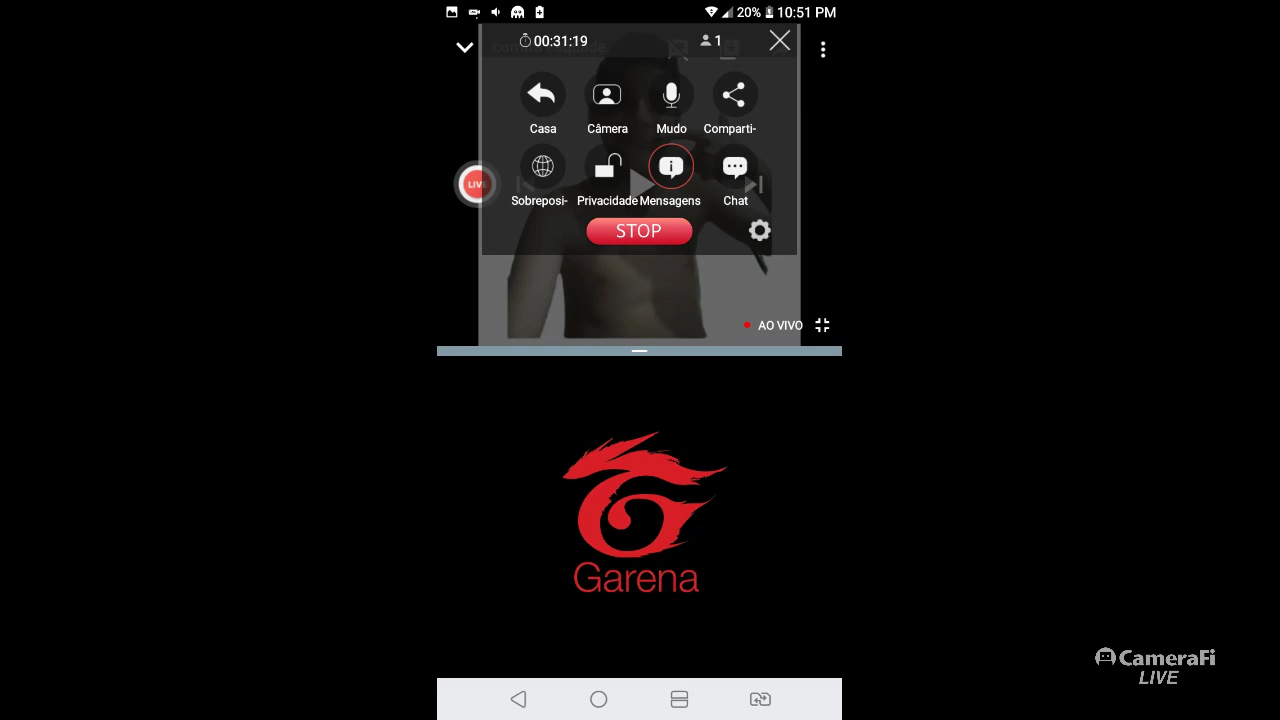 20% 10:51 PM
00:31:19 1
Casa Câmera Mudo Comparti-
LIVE
Sobreposi- Privacidade Mensagens Chat
STOP
AO VIVO
Garena
CameraFi
LIVE